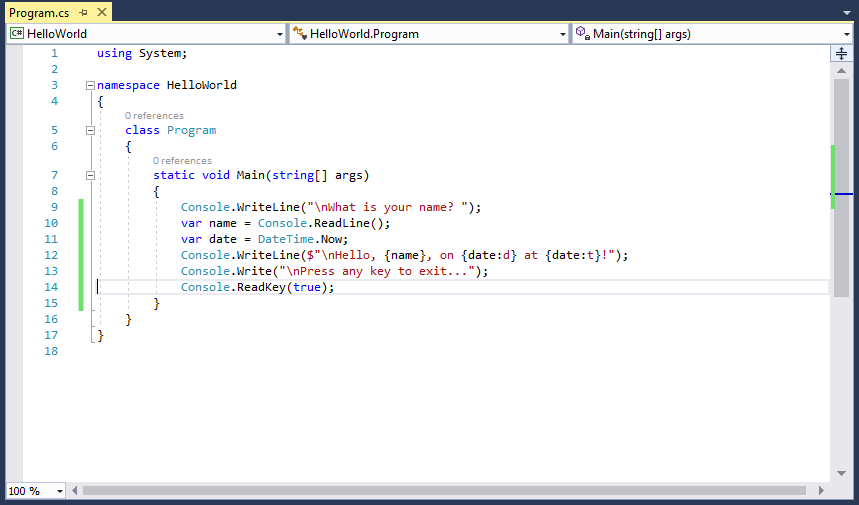 Program.cs
C# HelloWorld HelloWorld.Program Main(string[] args)
1 using System;
2
3 namespace HelloWorld
4 {
0 references
5 class Program
6 {
0 references
7 static void Main(string[] args)
8 {
9 Console.WriteLine("\nWhat is your name? ");
10 var name = Console.ReadLine();
11 var date = DateTime.Now;
12 Console.WriteLine($"\nHello, {name}, on {date:d} at {date:t}!");
13 Console.Write("\nPress any key to exit...");
14 Console.ReadKey(true);
15 }
16 }
17 }
18
100 %